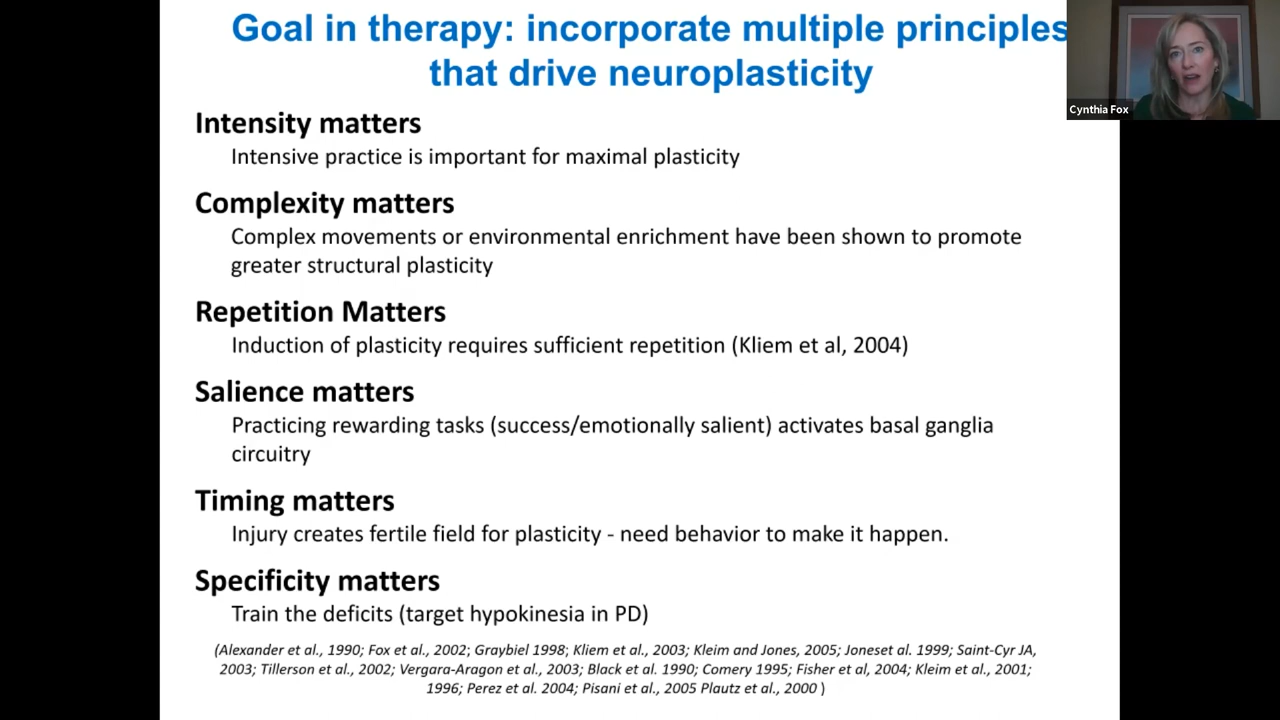 Goal in therapy: incorporate multiple principles
that drive neuroplasticity
Cynthia Fox
Intensity matters
Intensive practice is important for maximal plasticity
Complexity matters
Complex movements or environmental enrichment have been shown to promote
greater structural plasticity
Repetition Matters
Induction of plasticity requires sufficient repetition (Kliem et al, 2004)
Salience matters
Practicing rewarding tasks (success/emotionally salient) activates basal ganglia
circuitry
Timing matters
Injury creates fertile field for plasticity - need behavior to make it happen.
Specificity matters
Train the deficits (target hypokinesia in PD)
(Alexander et al., 1990; Fox et al., 2002; Graybiel 1998; Kliem et al., 2003; Kleim and Jones, 2005; Joneset al. 1999; Saint-Cyr JA,
2003; Tillerson et al., 2002; Vergara-Aragon et al., 2003; Black et al. 1990; Comery 1995; Fisher et al, 2004; Kleim et al., 2001;
1996; Perez et al. 2004; Pisani et al., 2005 Plautz et al., 2000 )